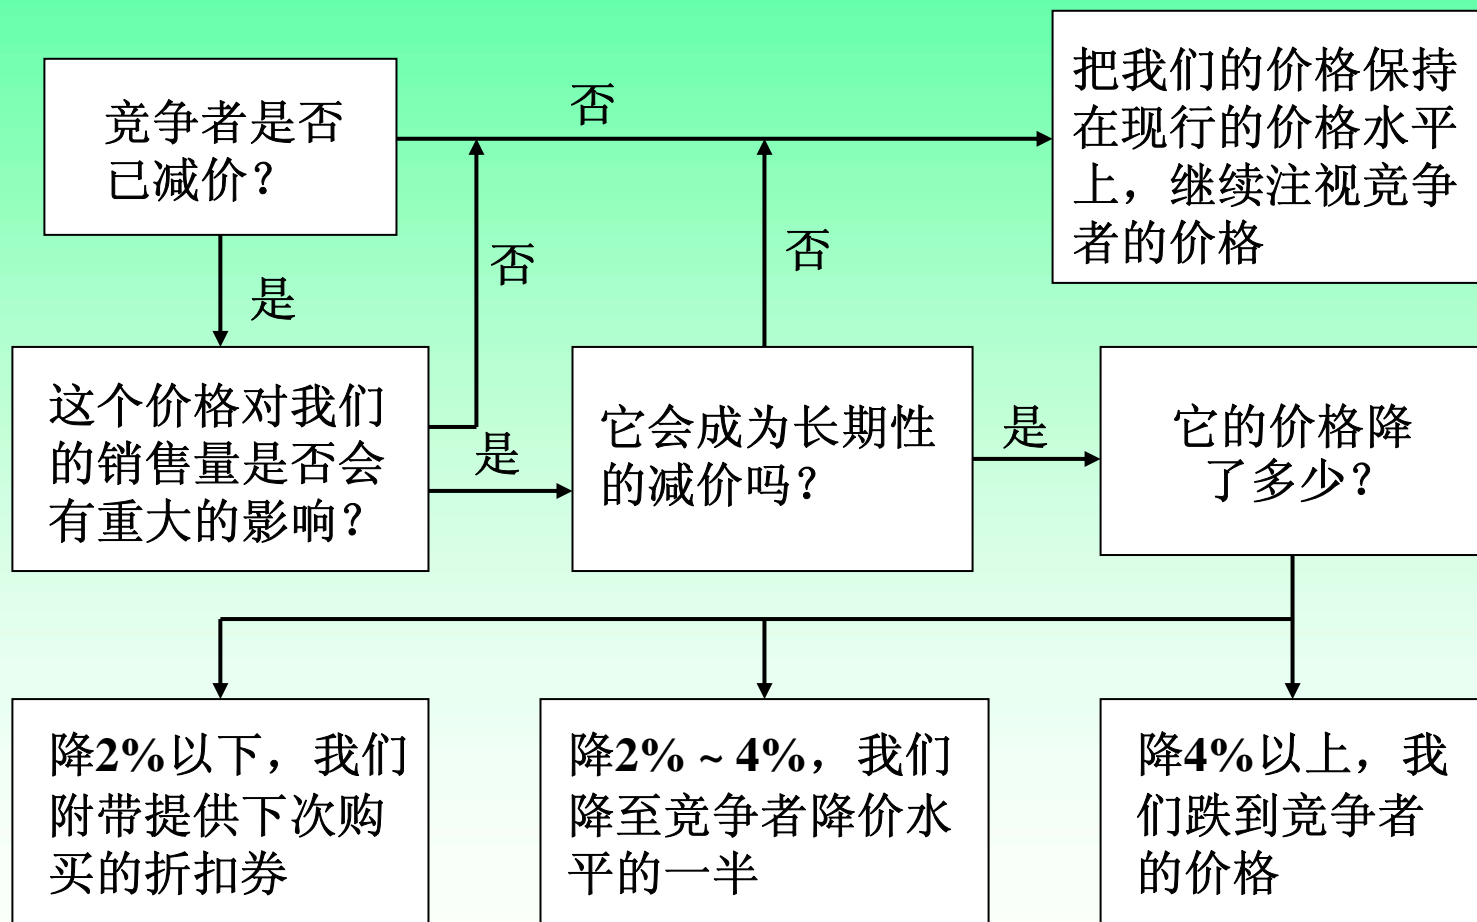 竞争者是否
已减价？
否
把我们的价格保持
在现行的价格水平
上，继续注视竞争
者的价格
是
否
否
这个价格对我们
的销售量是否会
有重大的影响？
是
它会成为长期性
的减价吗？
是
它的价格降
了多少？
降2%以下，我们
附带提供下次购
买的折扣券
降2% ~ 4%，我们
降至竞争者降价水
平的一半
降4%以上，我
们跌到竞争者
的价格